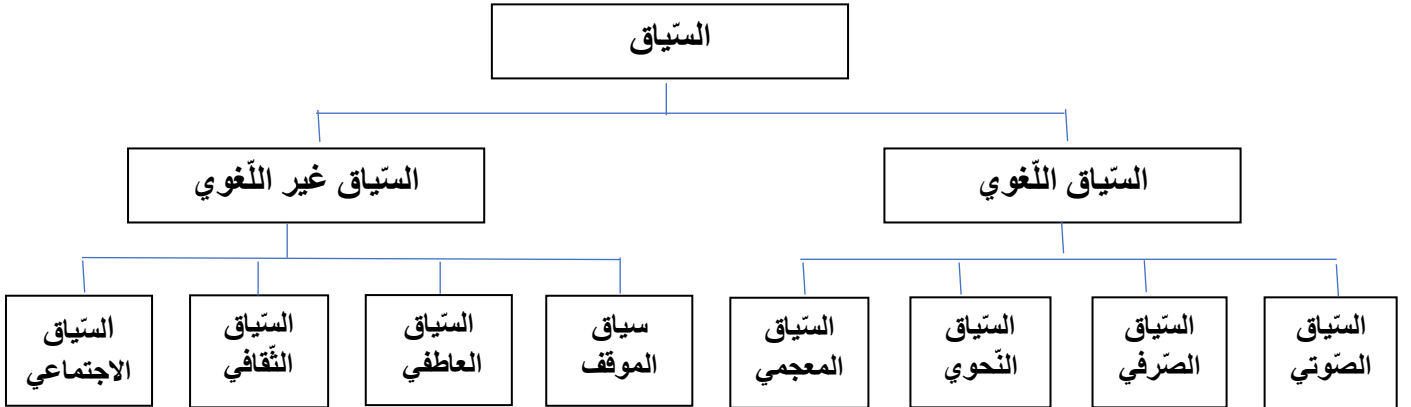 السّياق
السّياق اللّغوي
السّياق غير اللّغوي
السّياق
الصّوتي
السّياق
الصّرفي
السّياق
النّحوي
السّياق
المعجمي
سياق
الموقف
السّياق
العاطفي
السّياق
الثّقافي
السّياق
الاجتماعي